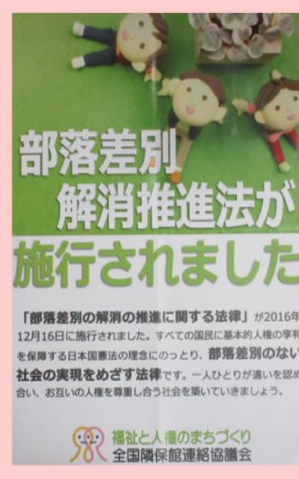 部落差別
解消推進法が
施行されました
「部落差別の解消の推進に関する法律」が2016年
12月16日に施行されました。すべての国民に基本的人権の享有
を保障する日本国憲法の理念にのっとり、部落差別のない
社会の実現をめざす法律です。一人ひとりが違いを認め
合い、お互いの人権を尊重し合う社会を築いていきましょう。
福祉と人権のまちづくり
全国隣保館連絡協議会